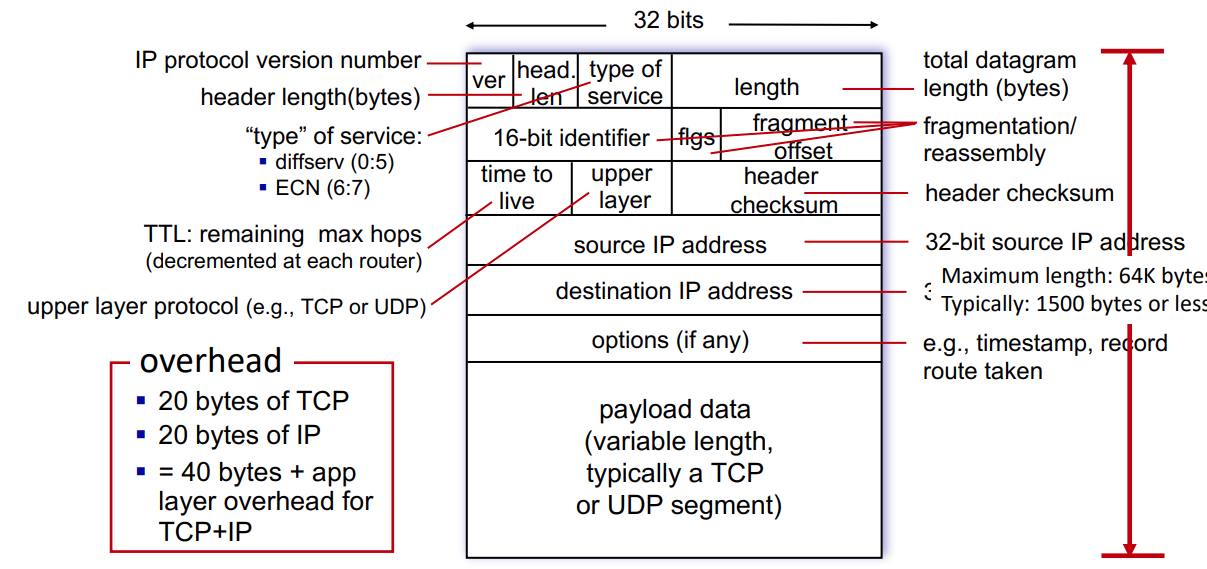 32 bits
IP protocol version number
header length(bytes)
“type” of service:
▪ diffserv (0:5)
▪ ECN (6:7)
TTL: remaining max hops
(decremented at each router)
upper layer protocol (e.g., TCP or UDP)
overhead
▪ 20 bytes of TCP
▪ 20 bytes of IP
▪ = 40 bytes + app
layer overhead for
TCP+IP
ver
head.
len
type of
service
length
16-bit identifier
flgs
fragment
offset
time to
live
upper
layer
header
checksum
source IP address
destination IP address
options (if any)
payload data
(variable length,
typically a TCP
or UDP segment)
total datagram
length (bytes)
fragmentation/
reassembly
header checksum
32-bit source IP address
Maximum length: 64K bytes
Typically: 1500 bytes or less
e.g., timestamp, record
route taken